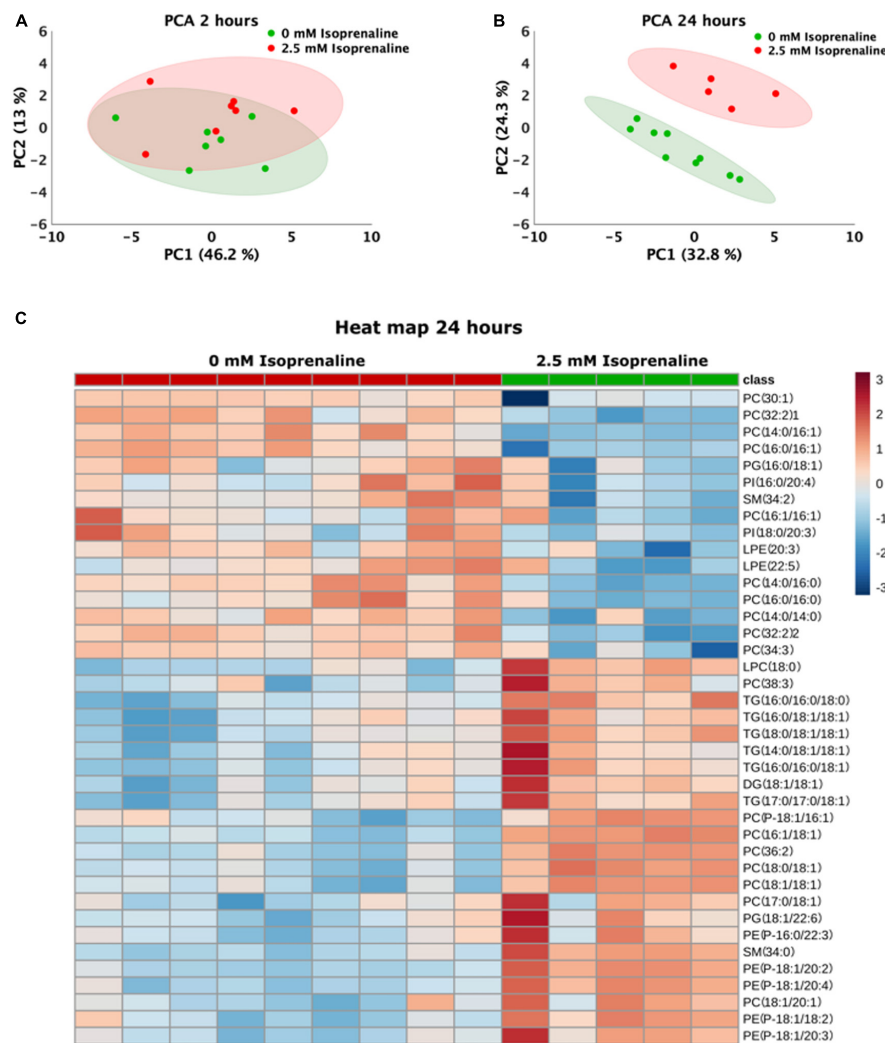 A
PCA 2 hours
0 mM Isoprenaline
2.5 mM Isoprenaline
6
4
2
0
−2
−4
−6
PC2 (13 %)
−10
−5
0
5
10
PC1 (46.2 %)
B
PCA 24 hours
0 mM Isoprenaline
2.5 mM Isoprenaline
6
4
2
0
−2
−4
−6
PC2 (24.3 %)
−10
−5
0
5
10
PC1 (32.8 %)
C
Heat map 24 hours
0 mM Isoprenaline
2.5 mM Isoprenaline
class
PC(30:1)
PC(32:2)1
PC(14:0/16:1)
PC(16:0/16:1)
PG(16:0/18:1)
PI(16:0/20:4)
SM(34:2)
PC(16:1/16:1)
PI(18:0/20:3)
LPE(20:3)
LPE(22:5)
PC(14:0/16:0)
PC(16:0/16:0)
PC(14:0/14:0)
PC(32:2)2
PC(34:3)
LPC(18:0)
PC(38:3)
TG(16:0/16:0/18:0)
TG(16:0/18:1/18:1)
TG(18:0/18:1/18:1)
TG(14:0/18:1/18:1)
TG(16:0/16:0/18:1)
DG(18:1/18:1)
TG(17:0/17:0/18:1)
PC(P-18:1/16:1)
PC(16:1/18:1)
PC(36:2)
PC(18:0/18:1)
PC(18:1/18:1)
PC(17:0/18:1)
PG(18:1/22:6)
PE(P-16:0/22:3)
SM(34:0)
PE(P-18:1/20:2)
PE(P-18:1/20:4)
PC(18:1/20:1)
PE(P-18:1/18:2)
PE(P-18:1/20:3)
3
2
1
0
-1
-2
-3